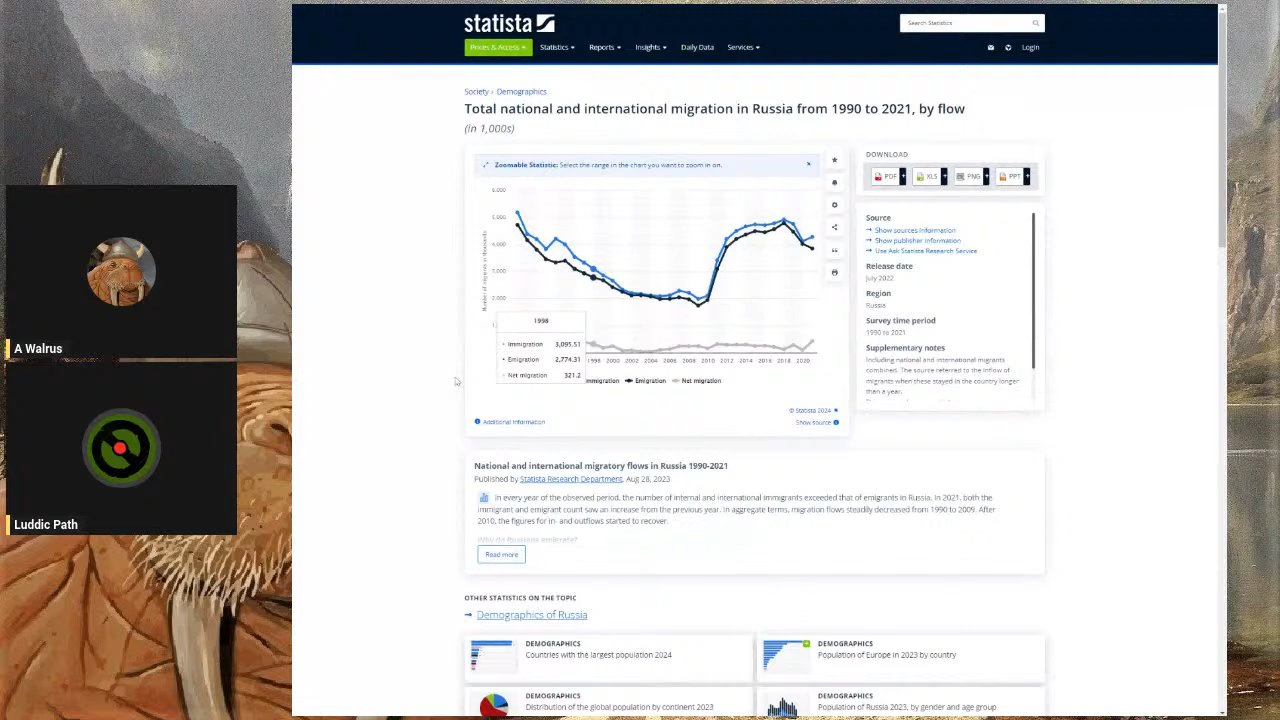 statista
Search Statistics
Prices & Access
Statistics
Reports
Insights
Daily Data
Services
Login
Society › Demographics
Total national and international migration in Russia from 1990 to 2021, by flow
(in 1,000s)
Zoomable Statistic: Select the range in the chart you want to zoom in on.
×
DOWNLOAD
PDF + XLS + PNG + PPT +
Number of migrants in thousands
6,000
5,000
4,000
3,000
2,000
1998
Immigration 3,095.51
Emigration 2,774.31
Net migration 321.2
1998 2000 2002 2004 2006 2008 2010 2012 2014 2016 2018 2020
mmigration Emigration Net migration
© Statista 2024
Additional Information
Show source
Source
→ Show sources information
→ Show publisher information
→ Use Ask Statista Research Service
Release date
July 2022
Region
Russia
Survey time period
1990 to 2021
Supplementary notes
Including national and international migrants
combined. The source referred to the inflow of
migrants when these stayed in the country longer
than a year.
A Walrus
Luddic Path
National and international migratory flows in Russia 1990-2021
Published by Statista Research Department, Aug 28, 2023
In every year of the observed period, the number of internal and international immigrants exceeded that of emigrants in Russia. In 2021, both the
immigrant and emigrant count saw an increase from the previous year. In aggregate terms, migration flows steadily decreased from 1990 to 2009. After
2010, the figures for in- and outflows started to recover.
Why do Russians emigrate?
Read more
OTHER STATISTICS ON THE TOPIC
→ Demographics of Russia
DEMOGRAPHICS
Countries with the largest population 2024
DEMOGRAPHICS
Population of Europe in 2023 by country
DEMOGRAPHICS
Distribution of the global population by continent 2023
DEMOGRAPHICS
Population of Russia 2023, by gender and age group